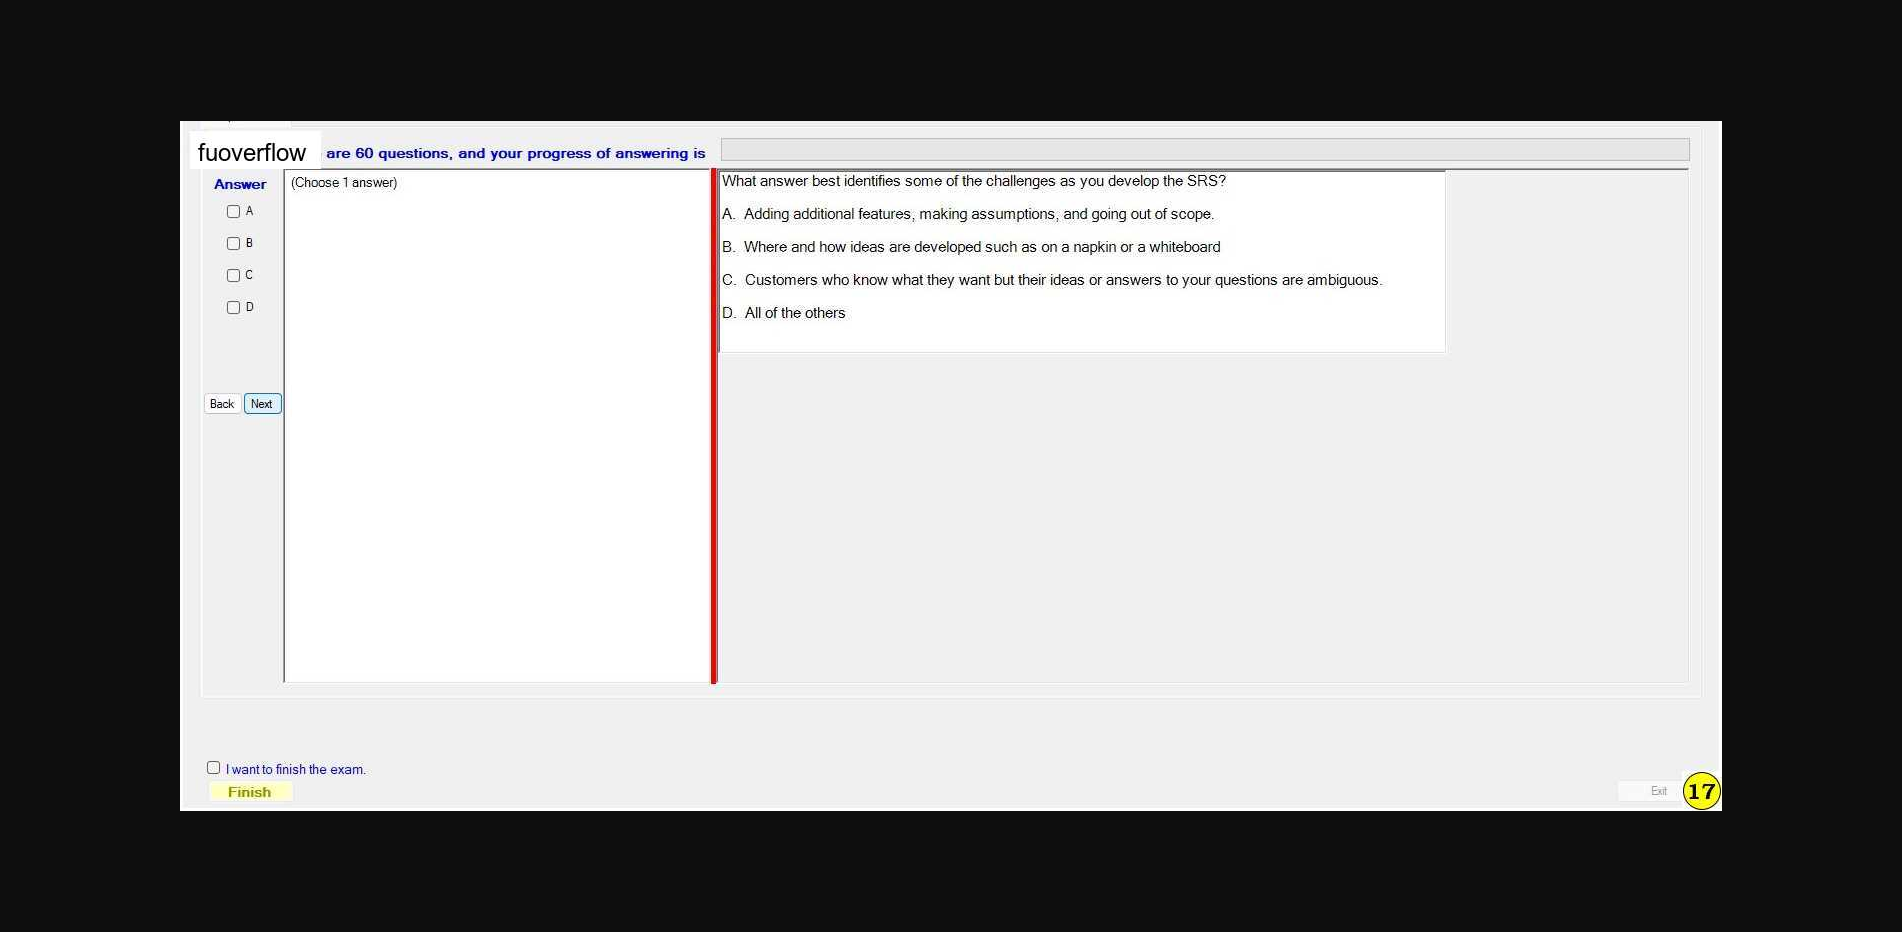 fuoverflow are 60 questions, and your progress of answering is
Answer
A
B
C
D
Back Next
(Choose 1 answer)
What answer best identifies some of the challenges as you develop the SRS?
A. Adding additional features, making assumptions, and going out of scope.
B. Where and how ideas are developed such as on a napkin or a whiteboard
C. Customers who know what they want but their ideas or answers to your questions are ambiguous.
D. All of the others
I want to finish the exam.
Finish
Exit
17